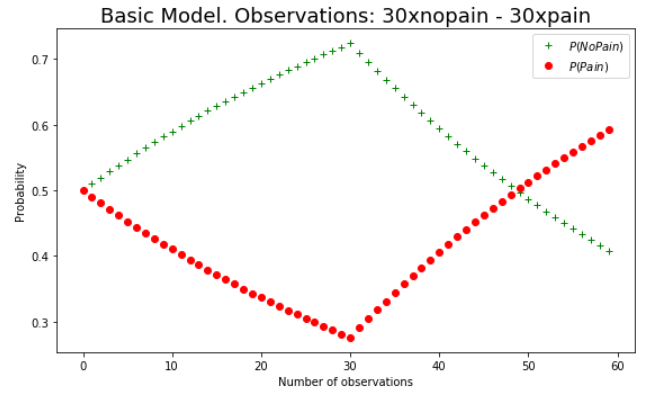 Basic Model. Observations: 30xnopain - 30xpain
P(NoPain)
P(Pain)
Probability
0.7
0.6
0.5
0.4
0.3
0 10 20 30 40 50 60
Number of observations